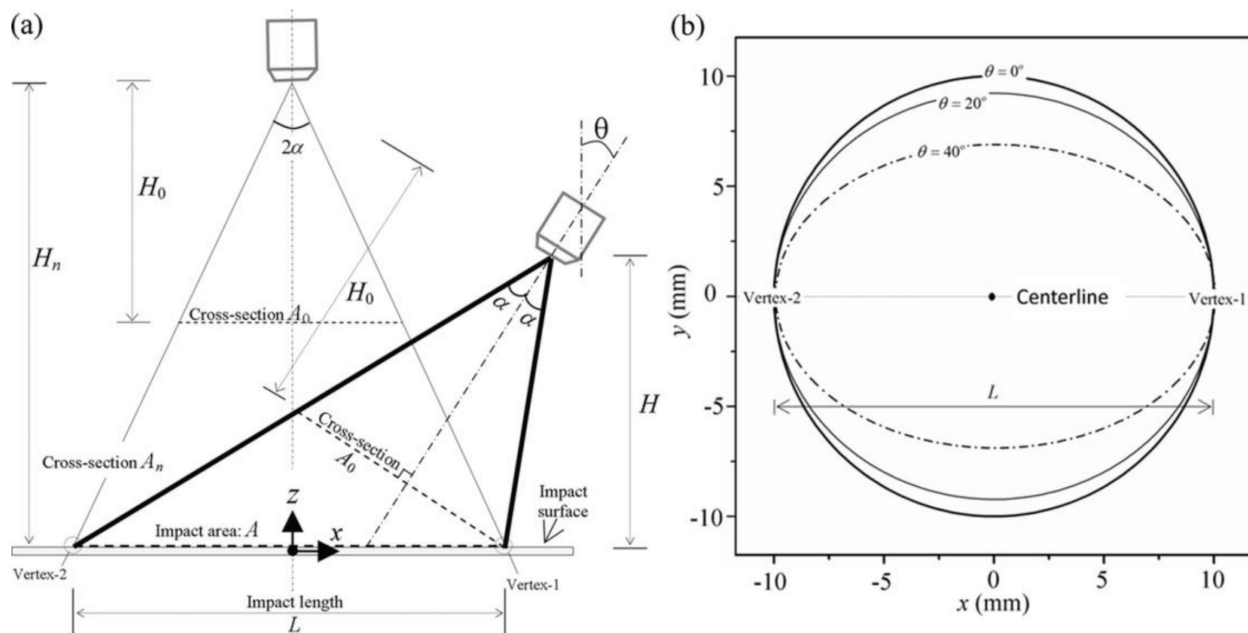 (a)
2α
θ
H₀
Hₙ
H₀
α
α
Cross-section A₀
H
Cross-section
A₀
Cross-section Aₙ
Impact
surface
z
Impact area: A
x
Vertex-2
Vertex-1
Impact length
L
(b)
10
5
0
-5
-10
y (mm)
θ = 0°
θ = 20°
θ = 40°
Vertex-2
Centerline
Vertex-1
L
-10
-5
0
5
10
x (mm)